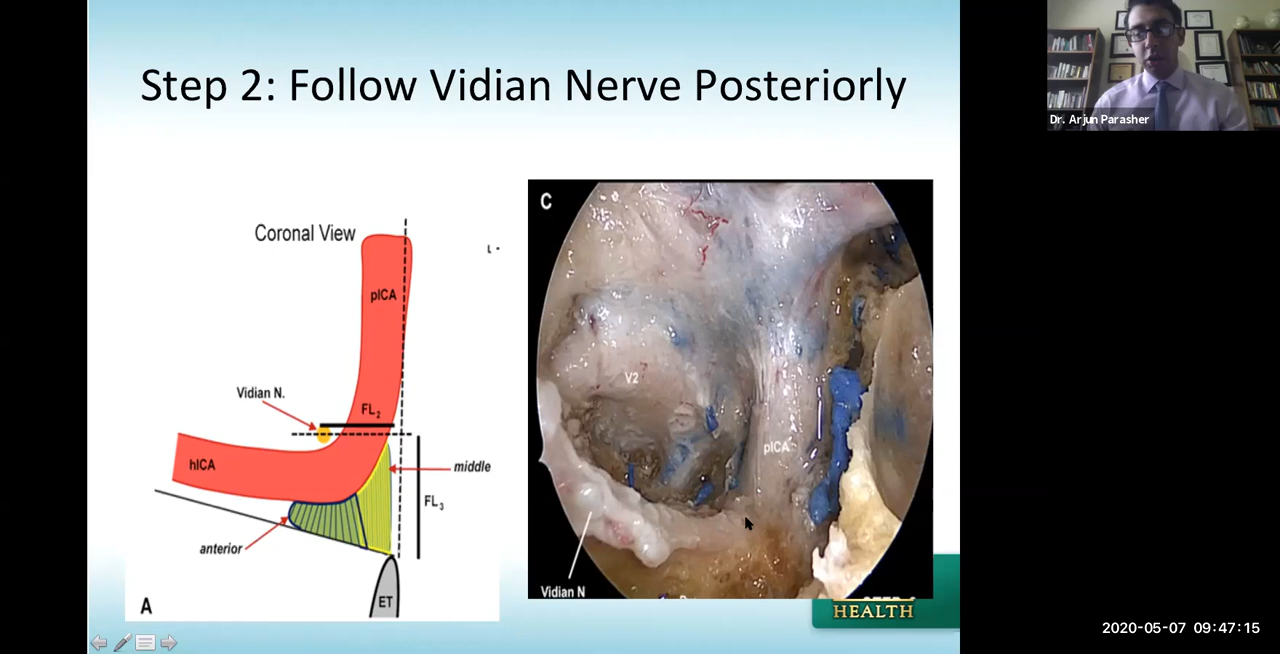 Step 2: Follow Vidian Nerve Posteriorly
Dr. Arjun Parasher
Coronal View
pICA
Vidian N.
FL2
hICA
middle
FL3
anterior
ET
A
C
V2
pICA
Vidian N
HEALTH
2020-05-07 09:47:15